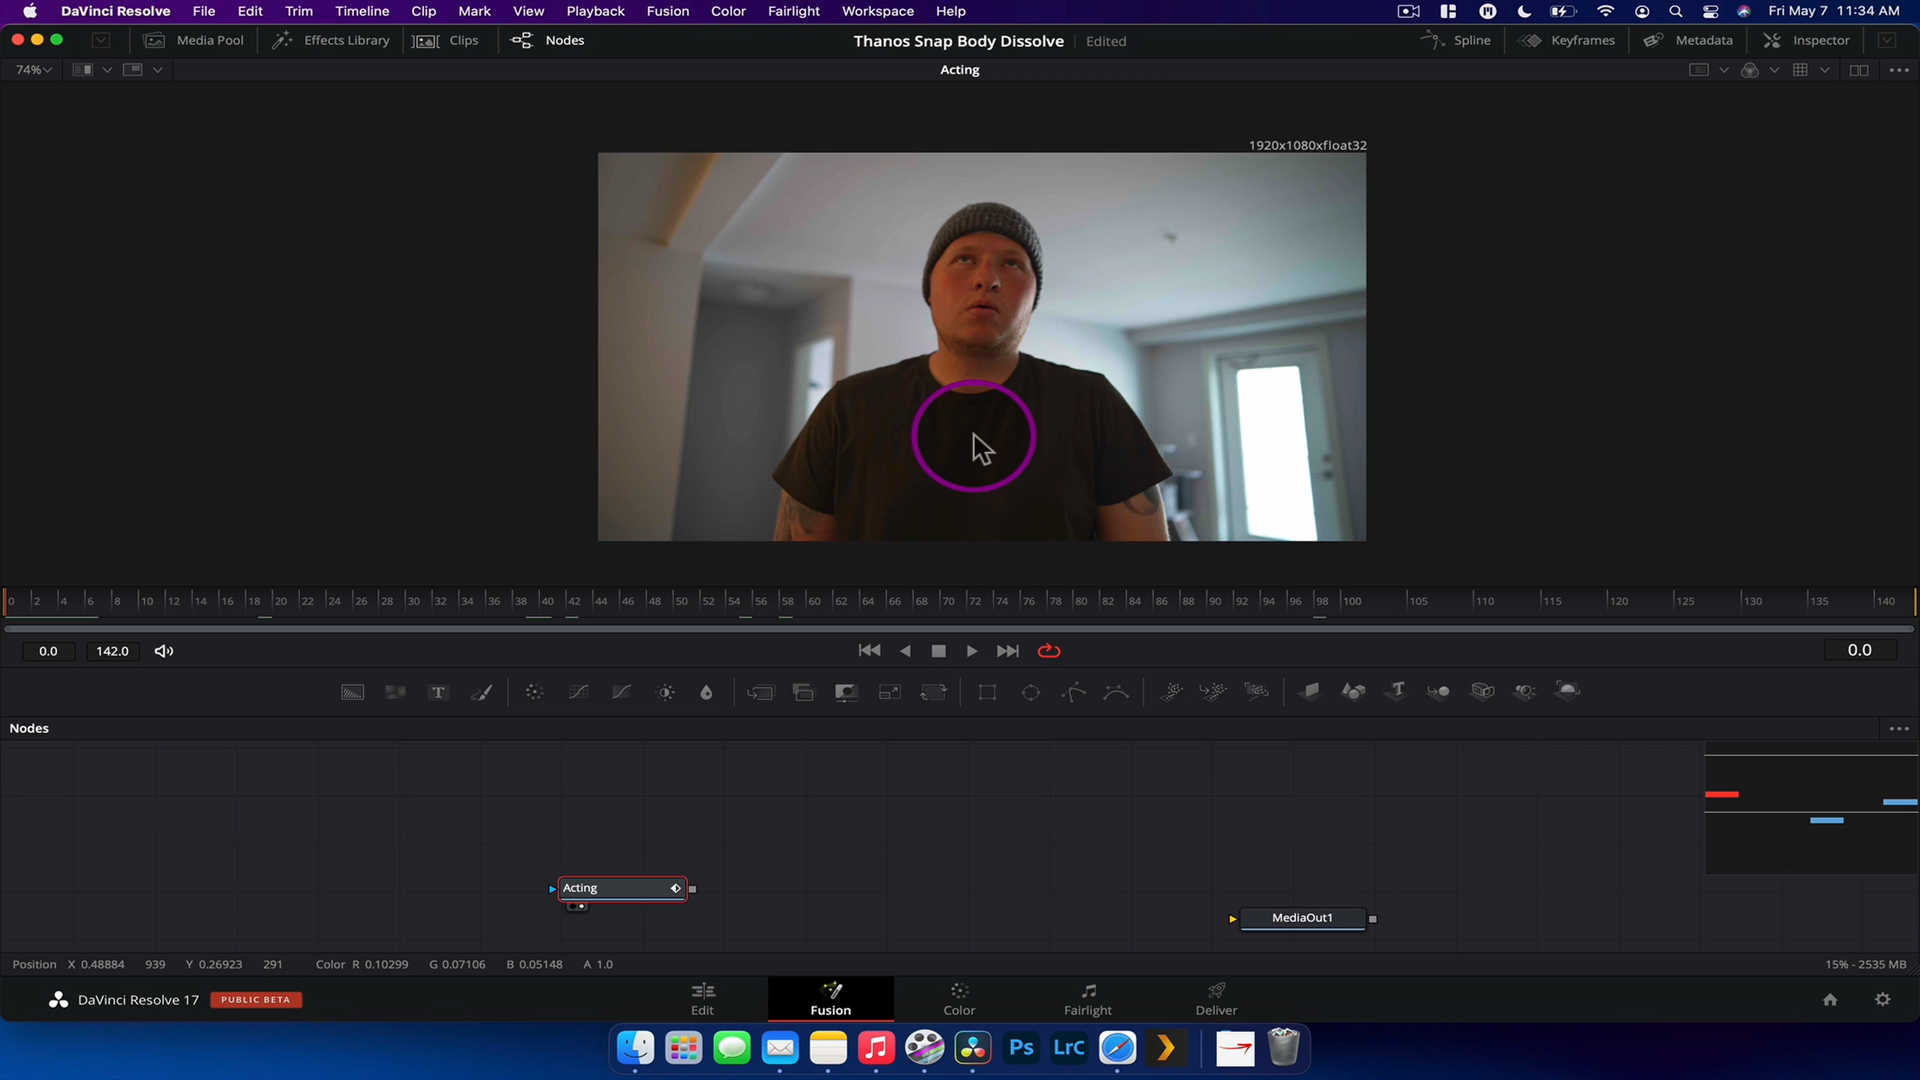 DaVinci Resolve File Edit Trim Timeline Clip Mark View Playback Fusion Color Fairlight Workspace Help Fri May 7 11:34 AM
Media Pool Effects Library Clips Nodes Thanos Snap Body Dissolve Edited Spline Keyframes Metadata Inspector
74% Acting
1920x1080xfloat32
0 2 4 6 8 10 12 14 16 18 20 22 24 26 28 30 32 34 36 38 40 42 44 46 48 50 52 54 56 58 60 62 64 66 68 70 72 74 76 78 80 82 84 86 88 90 92 94 96 98 100 105 110 115 120 125 130 135 140
0.0 142.0 0.0
T T
Nodes
Acting
MediaOut1
Position X 0.48884 939 Y 0.26923 291 Color R 0.10299 G 0.07106 B 0.05148 A 1.0 15% - 2535 MB
DaVinci Resolve 17 PUBLIC BETA
Edit Fusion Color Fairlight Deliver
Ps LrC